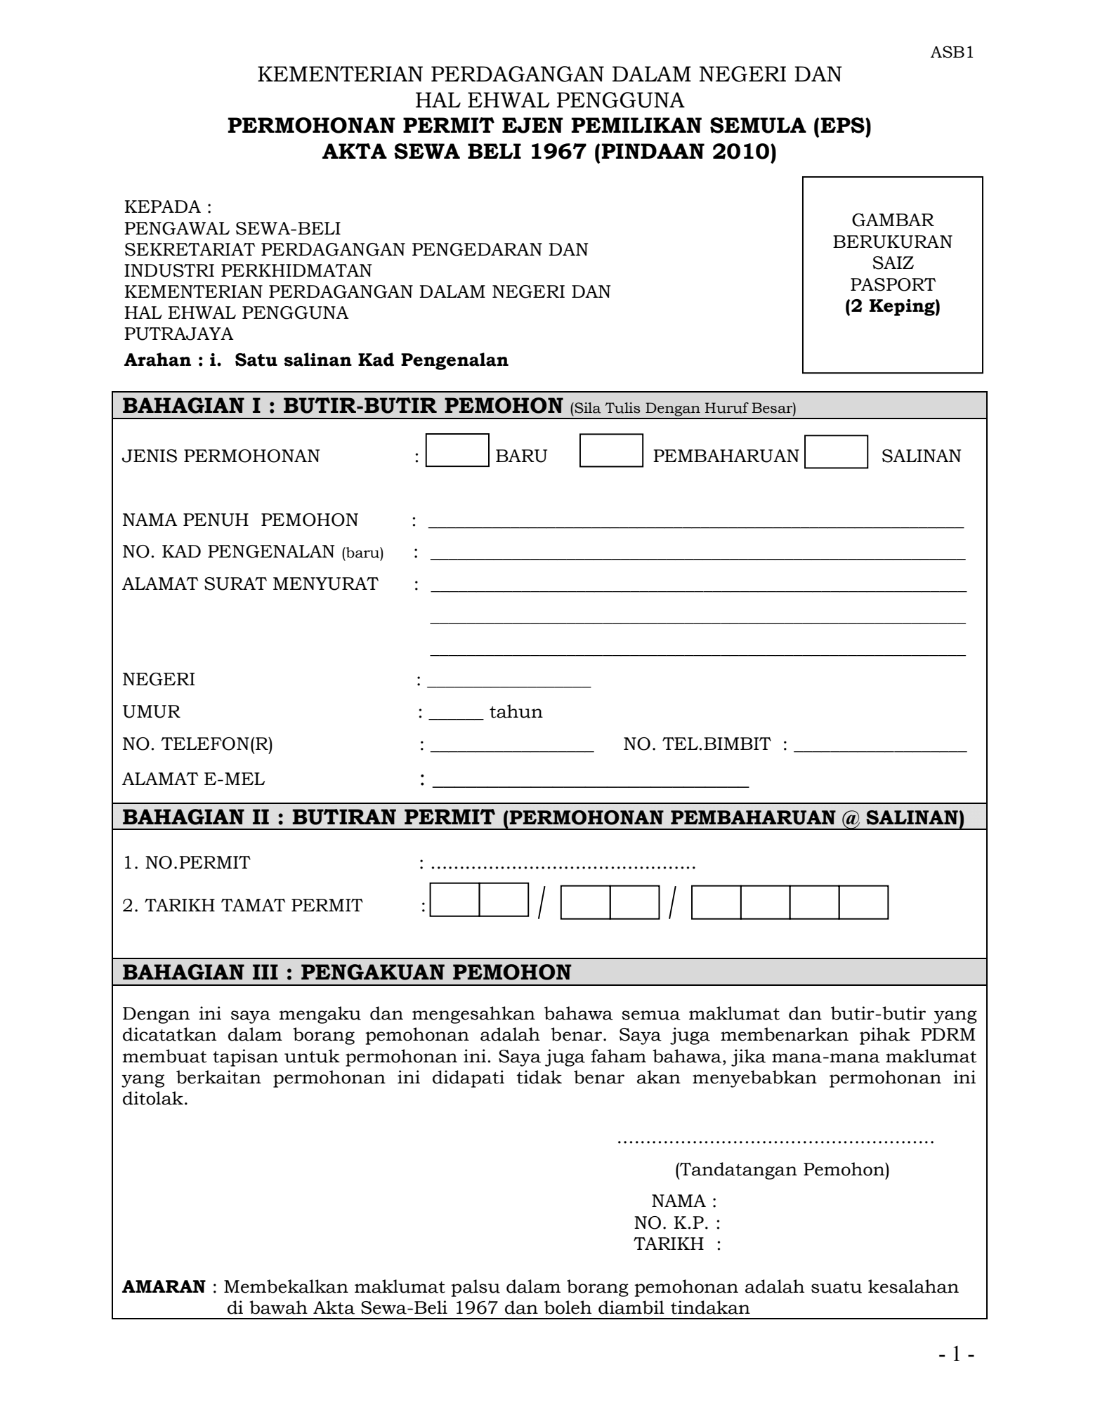 ASB1
KEMENTERIAN PERDAGANGAN DALAM NEGERI DAN
HAL EHWAL PENGGUNA
PERMOHONAN PERMIT EJEN PEMILIKAN SEMULA (EPS)
AKTA SEWA BELI 1967 (PINDAAN 2010)
KEPADA :
PENGAWAL SEWA-BELI
SEKRETARIAT PERDAGANGAN PENGEDARAN DAN
INDUSTRI PERKHIDMATAN
KEMENTERIAN PERDAGANGAN DALAM NEGERI DAN
HAL EHWAL PENGGUNA
PUTRAJAYA
Arahan : i. Satu salinan Kad Pengenalan
GAMBAR
BERUKURAN
SAIZ
PASPORT
(2 Keping)
BAHAGIAN I : BUTIR-BUTIR PEMOHON (Sila Tulis Dengan Huruf Besar)
JENIS PERMOHONAN : BARU PEMBAHARUAN SALINAN
NAMA PENUH PEMOHON : ____________________
NO. KAD PENGENALAN (baru) : ____________________
ALAMAT SURAT MENYURAT : ____________________
____________________
____________________
NEGERI : __________________
UMUR : ______ tahun
NO. TELEFON(R) : __________________ NO. TEL.BIMBIT : ___________________
ALAMAT E-MEL : ____________________
BAHAGIAN II : BUTIRAN PERMIT (PERMOHONAN PEMBAHARUAN @ SALINAN)
1. NO.PERMIT : ..............................................
2. TARIKH TAMAT PERMIT : / /
BAHAGIAN III : PENGAKUAN PEMOHON
Dengan ini saya mengaku dan mengesahkan bahawa semua maklumat dan butir-butir yang
dicatatkan dalam borang pemohonan adalah benar. Saya juga membenarkan pihak PDRM
membuat tapisan untuk permohonan ini. Saya juga faham bahawa, jika mana-mana maklumat
yang berkaitan permohonan ini didapati tidak benar akan menyebabkan permohonan ini
ditolak.
.......................................................
(Tandatangan Pemohon)
NAMA :
NO. K.P. :
TARIKH :
AMARAN : Membekalkan maklumat palsu dalam borang pemohonan adalah suatu kesalahan
di bawah Akta Sewa-Beli 1967 dan boleh diambil tindakan
- 1 -